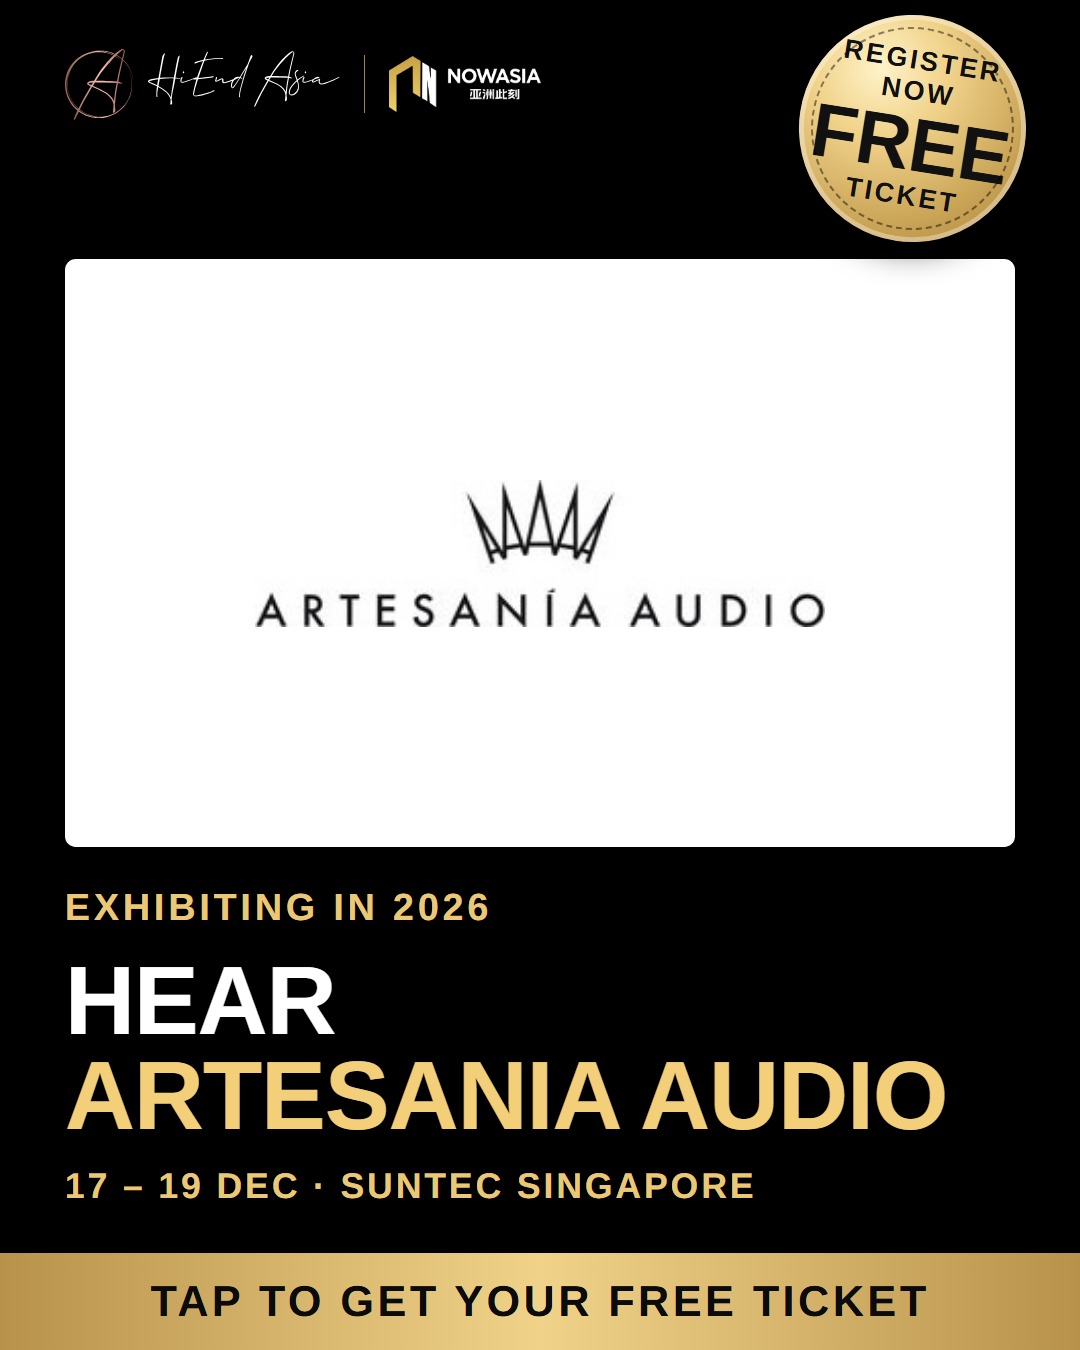 HiEnd Asia
NOWASIA
亚洲此刻
REGISTER
NOW
FREE
TICKET
ARTESANÍA AUDIO
EXHIBITING IN 2026
HEAR
ARTESANIA AUDIO
17 – 19 DEC · SUNTEC SINGAPORE
TAP TO GET YOUR FREE TICKET